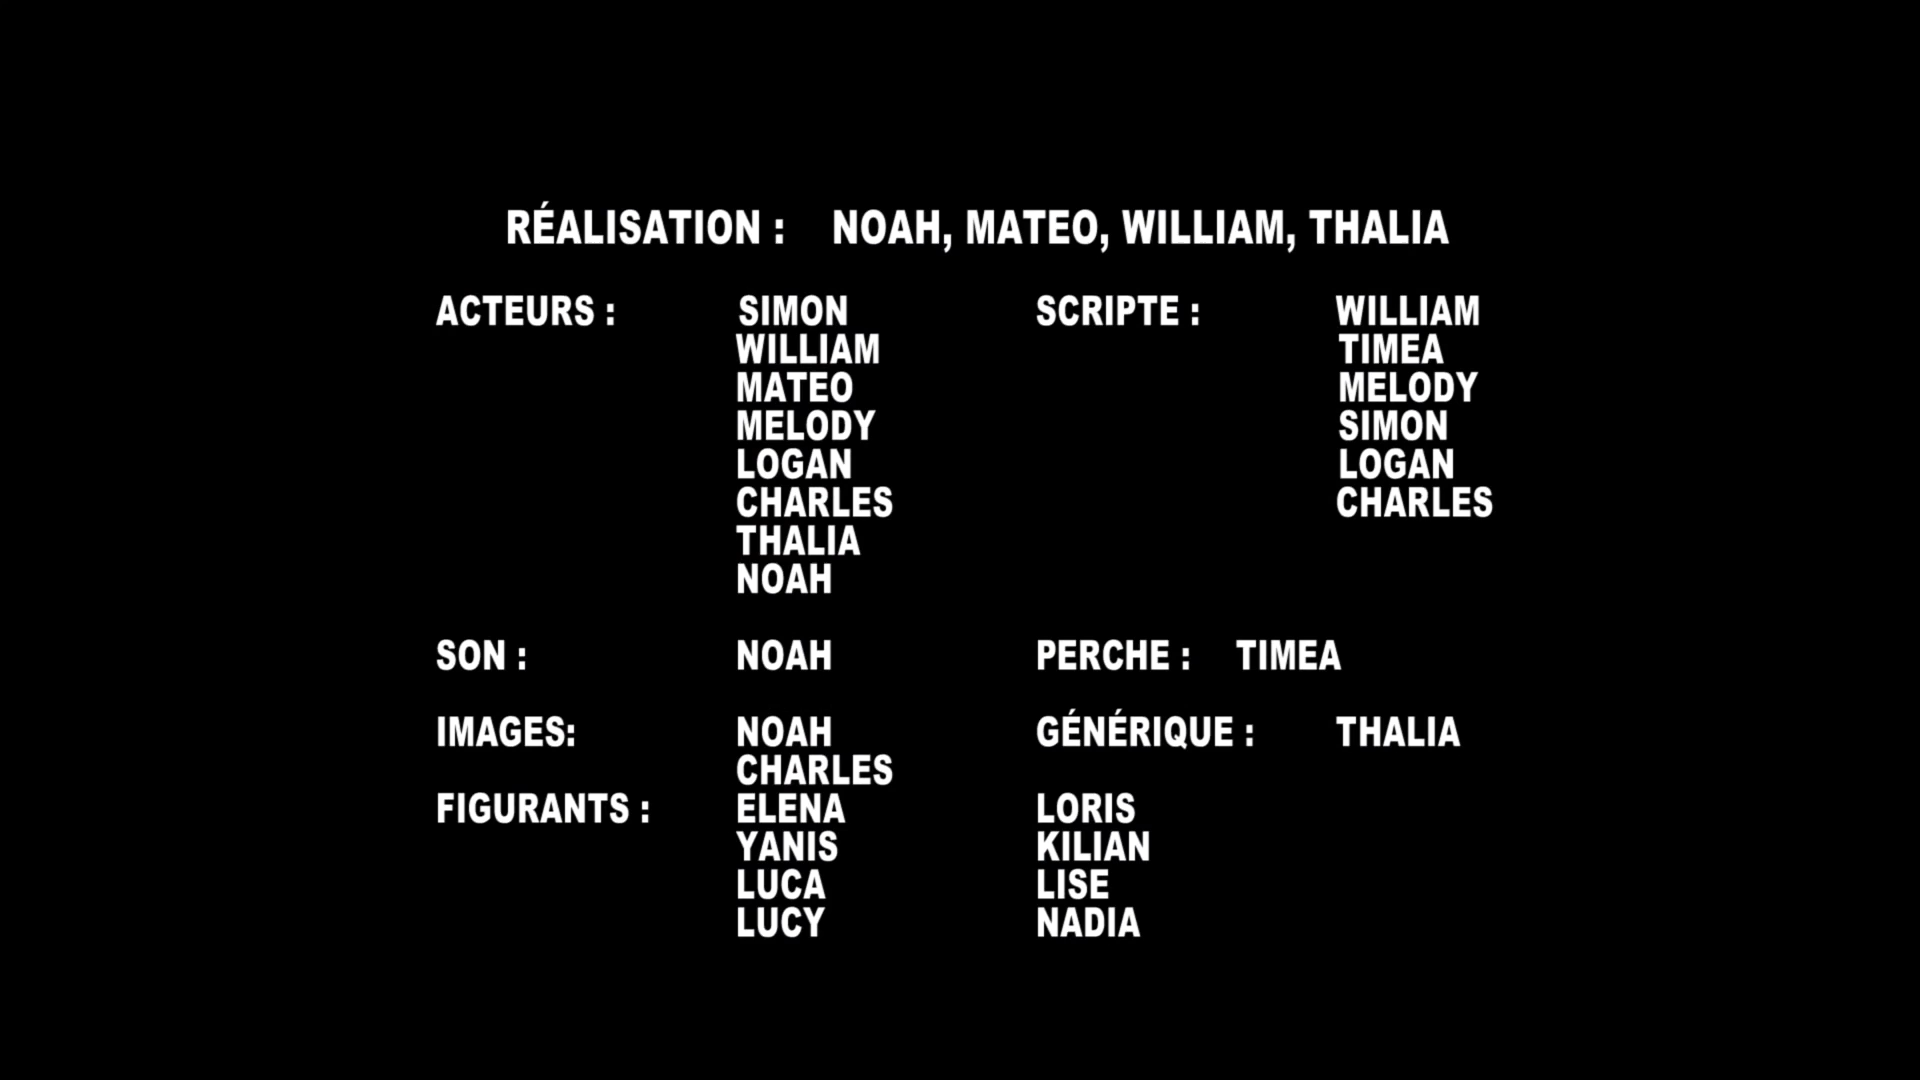 RÉALISATION : NOAH, MATEO, WILLIAM, THALIA
ACTEURS : SIMON SCRIPTE : WILLIAM
WILLIAM TIMEA
MATEO MELODY
MELODY SIMON
LOGAN LOGAN
CHARLES CHARLES
THALIA
NOAH
SON : NOAH PERCHE : TIMEA
IMAGES: NOAH GÉNÉRIQUE : THALIA
CHARLES
FIGURANTS : ELENA LORIS
YANIS KILIAN
LUCA LISE
LUCY NADIA